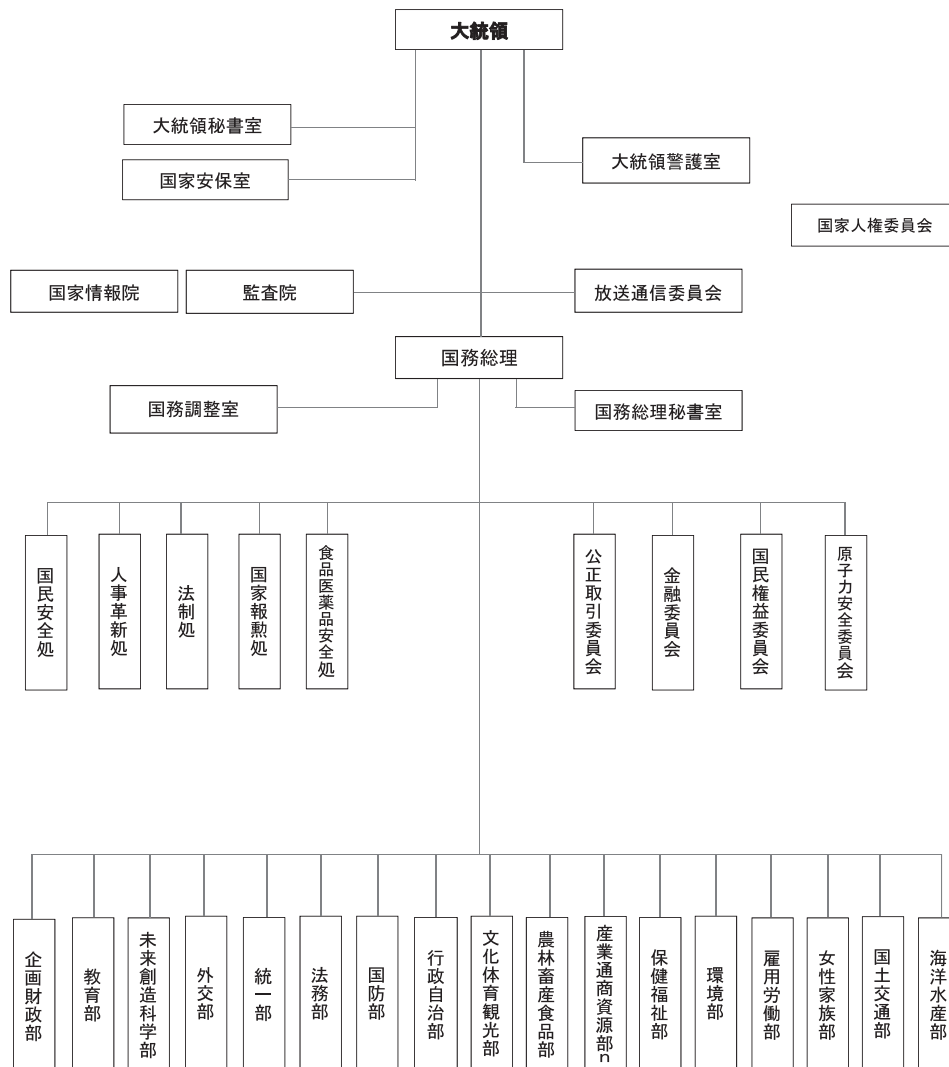 大統領
大統領秘書室
大統領警護室
国家安保室
国家人権委員会
国家情報院
監査院
放送通信委員会
国務総理
国務調整室
国務総理秘書室
国民安全処
人事革新処
法制処
国家報勲処
食品医薬品安全処
公正取引委員会
金融委員会
国民権益委員会
原子力安全委員会
企画財政部
教育部
未来創造科学部
外交部
統一部
法務部
国防部
行政自治部
文化体育観光部
農林畜産食品部
産業通商資源部n
保健福祉部
環境部
雇用労働部
女性家族部
国土交通部
海洋水産部